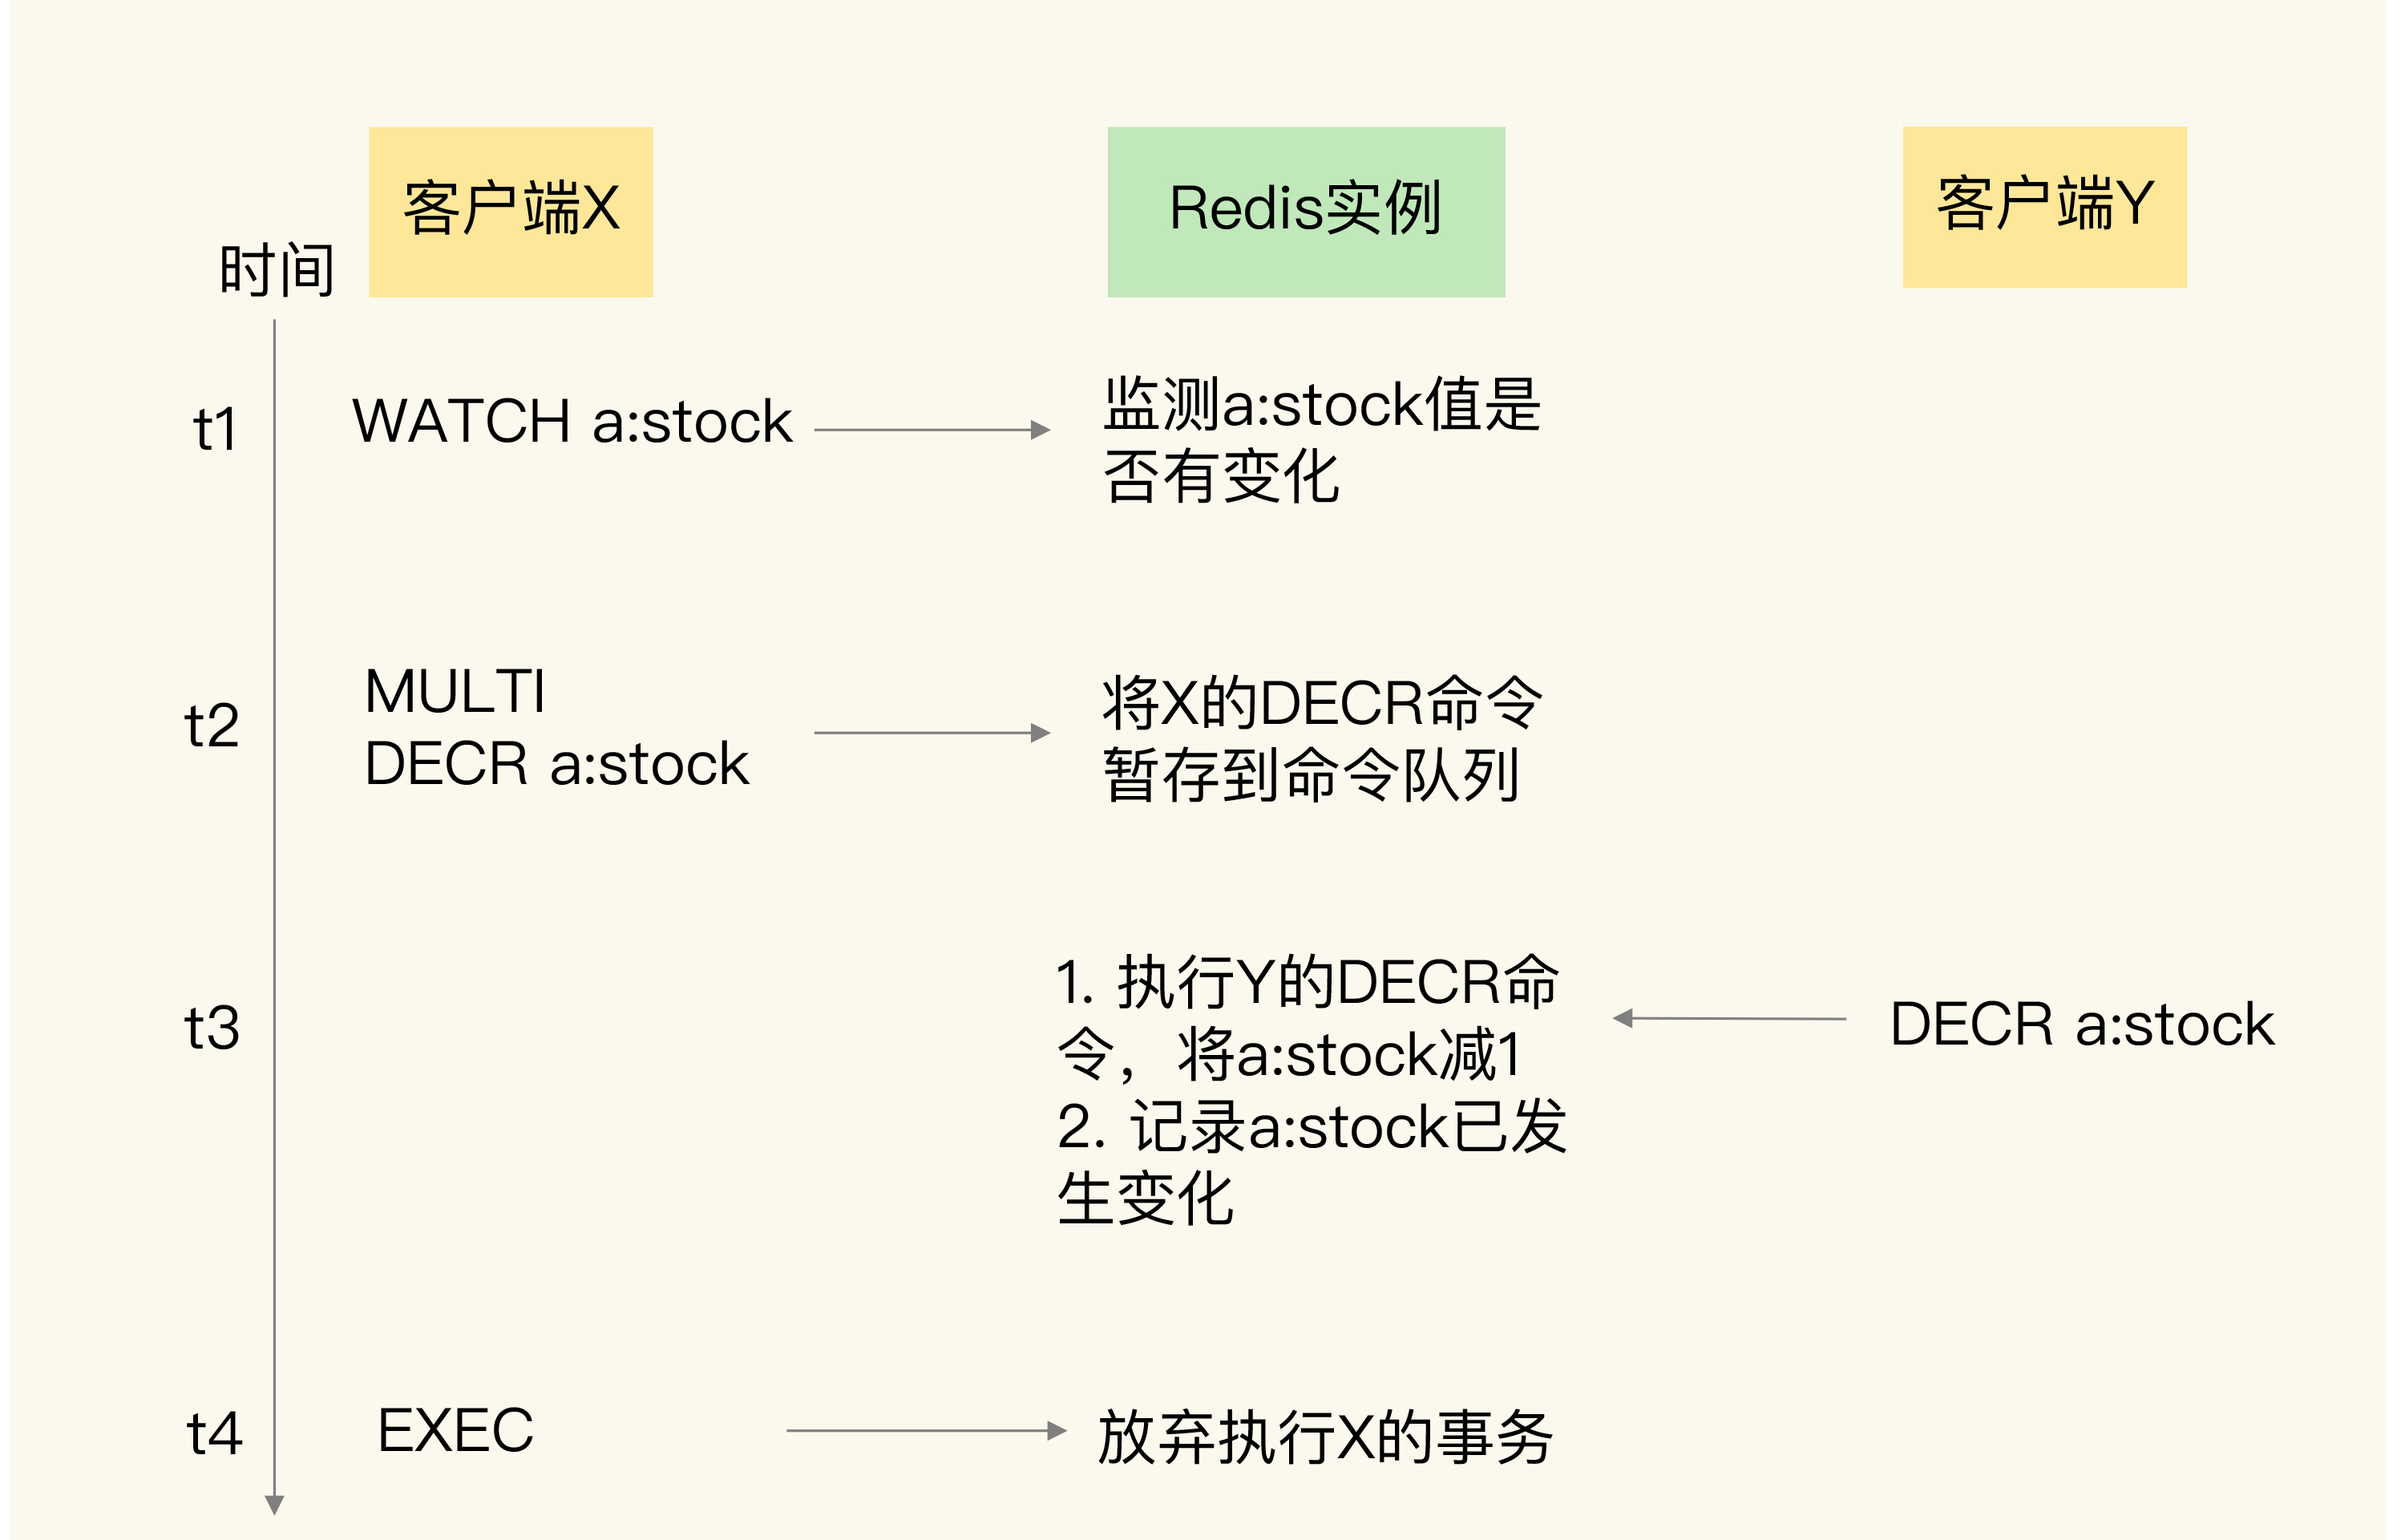 客户端X
Redis实例
客户端Y
时间
t1
WATCH a:stock
监测a:stock值是
否有变化
t2
MULTI
DECR a:stock
将X的DECR命令
暂存到命令队列
t3
1. 执行Y的DECR命
令，将a:stock减1
2. 记录a:stock已发
生变化
DECR a:stock
t4
EXEC
放弃执行X的事务